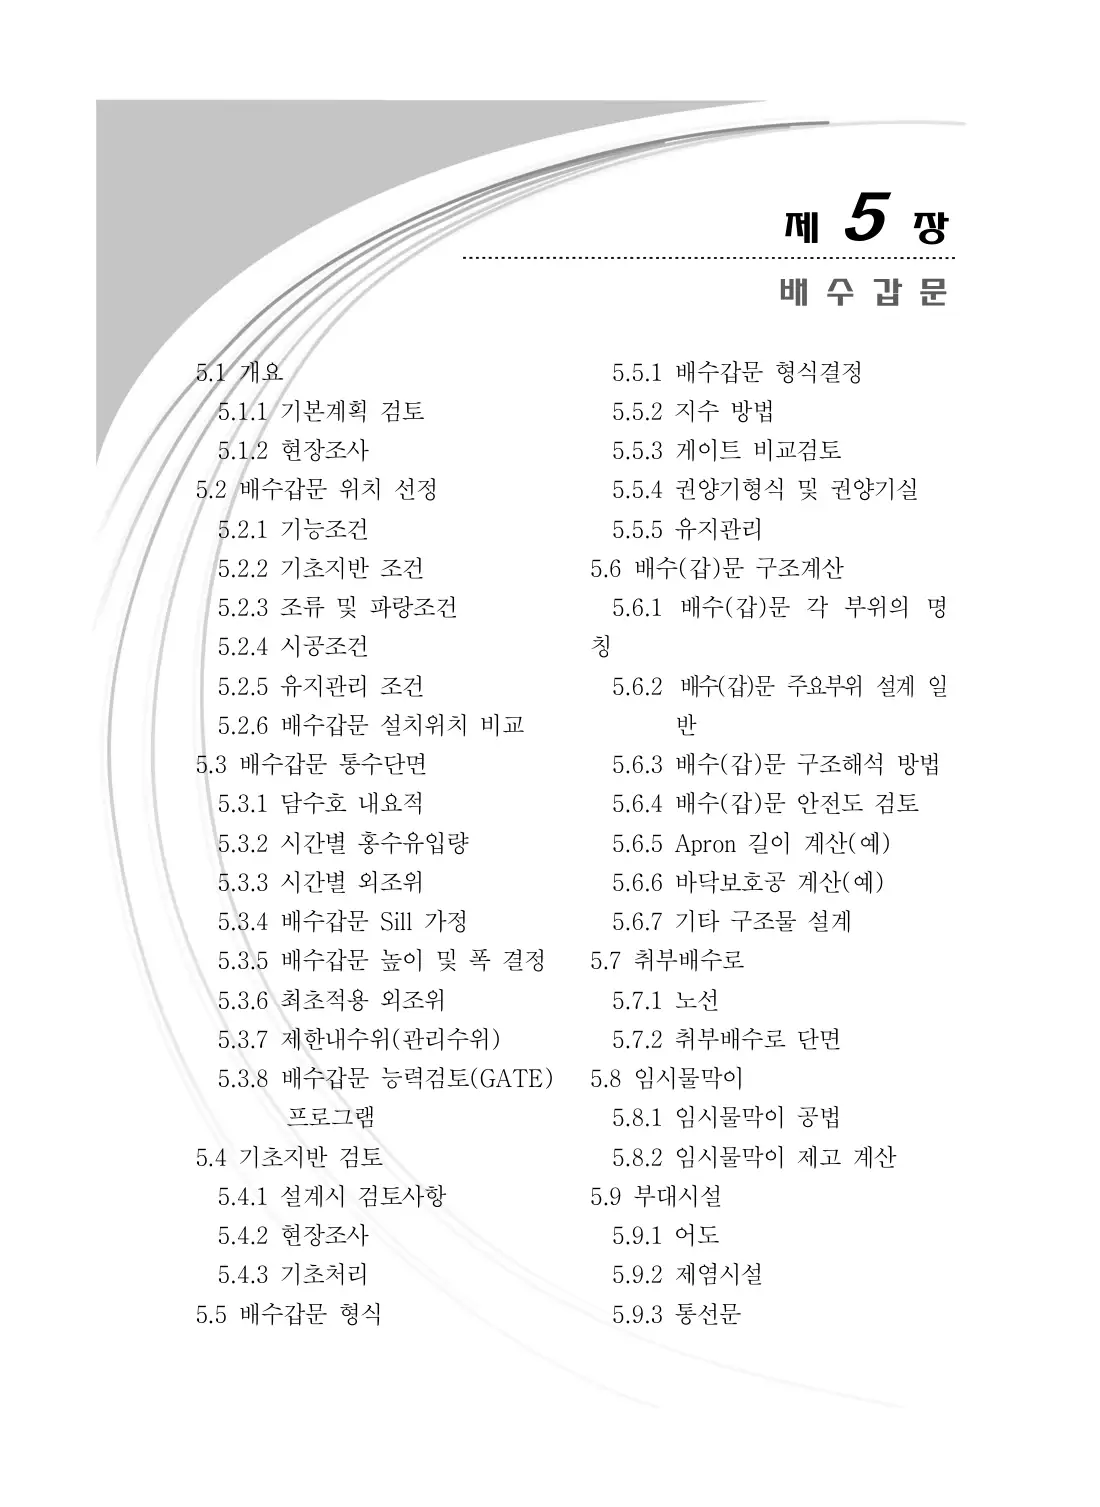 제 5 장
배 수 갑 문
5.1 개요
5.1.1 기본계획 검토
5.1.2 현장조사
5.2 배수갑문 위치 선정
5.2.1 기능조건
5.2.2 기초지반 조건
5.2.3 조류 및 파랑조건
5.2.4 시공조건
5.2.5 유지관리 조건
5.2.6 배수갑문 설치위치 비교
5.3 배수갑문 통수단면
5.3.1 담수호 내요적
5.3.2 시간별 홍수유입량
5.3.3 시간별 외조위
5.3.4 배수갑문 Sill 가정
5.3.5 배수갑문 높이 및 폭 결정
5.3.6 최초적용 외조위
5.3.7 제한내수위(관리수위)
5.3.8 배수갑문 능력검토(GATE)
프로그램
5.4 기초지반 검토
5.4.1 설계시 검토사항
5.4.2 현장조사
5.4.3 기초처리
5.5 배수갑문 형식
5.5.1 배수갑문 형식결정
5.5.2 지수 방법
5.5.3 게이트 비교검토
5.5.4 권양기형식 및 권양기실
5.5.5 유지관리
5.6 배수(갑)문 구조계산
5.6.1 배수(갑)문 각 부위의 명
칭
5.6.2 배수(갑)문 주요부위 설계 일
반
5.6.3 배수(갑)문 구조해석 방법
5.6.4 배수(갑)문 안전도 검토
5.6.5 Apron 길이 계산(예)
5.6.6 바닥보호공 계산(예)
5.6.7 기타 구조물 설계
5.7 취부배수로
5.7.1 노선
5.7.2 취부배수로 단면
5.8 임시물막이
5.8.1 임시물막이 공법
5.8.2 임시물막이 제고 계산
5.9 부대시설
5.9.1 어도
5.9.2 제염시설
5.9.3 통선문